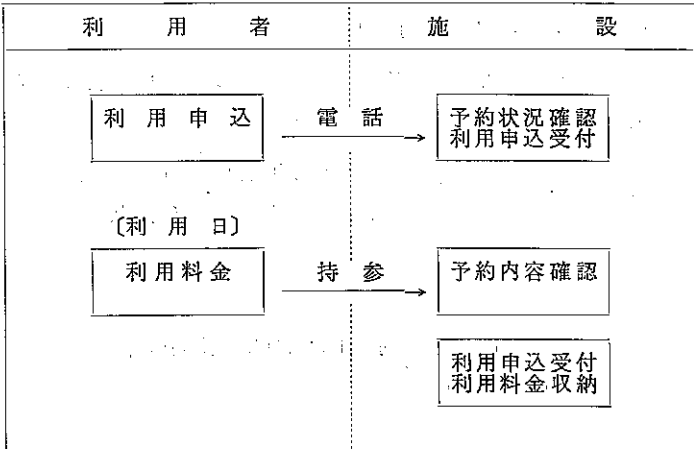 利用者 施設
利用申込 電話 予約状況確認
利用申込受付
〔利用日〕
利用料金 持参 予約内容確認
利用申込受付
利用料金収納